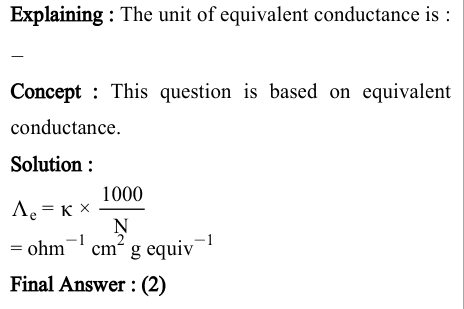 Explaining : The unit of equivalent conductance is :
–
Concept : This question is based on equivalent
conductance.
Solution :
Λₑ = κ × 1000/N
= ohm⁻¹ cm² g equiv⁻¹
Final Answer : (2)